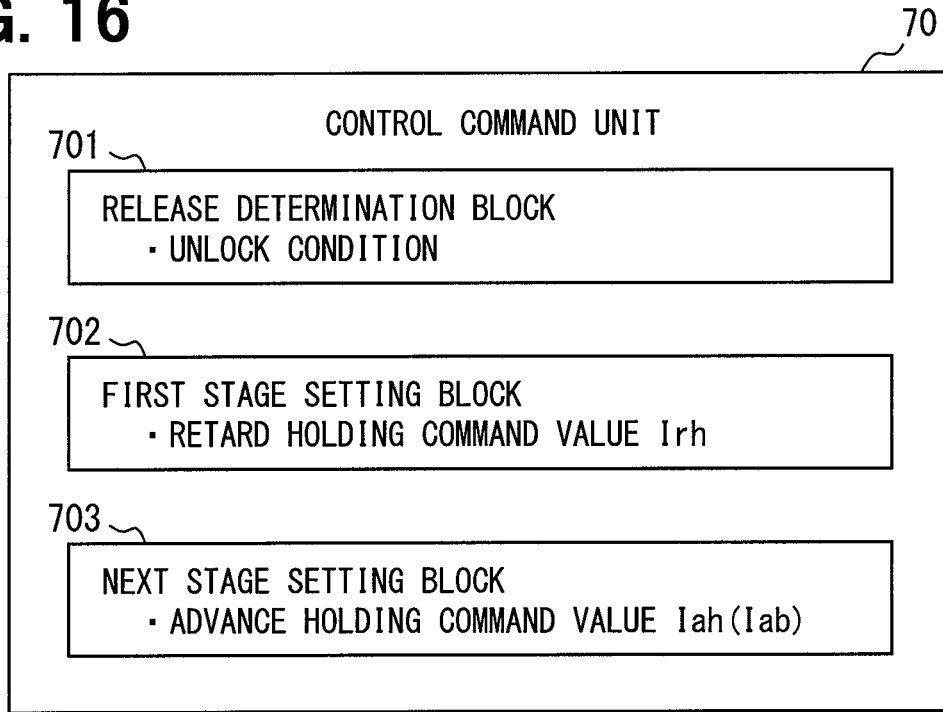 G. 16
70
CONTROL COMMAND UNIT
701
RELEASE DETERMINATION BLOCK
・UNLOCK CONDITION
702
FIRST STAGE SETTING BLOCK
・RETARD HOLDING COMMAND VALUE Irh
703
NEXT STAGE SETTING BLOCK
・ADVANCE HOLDING COMMAND VALUE Iah(Iab)